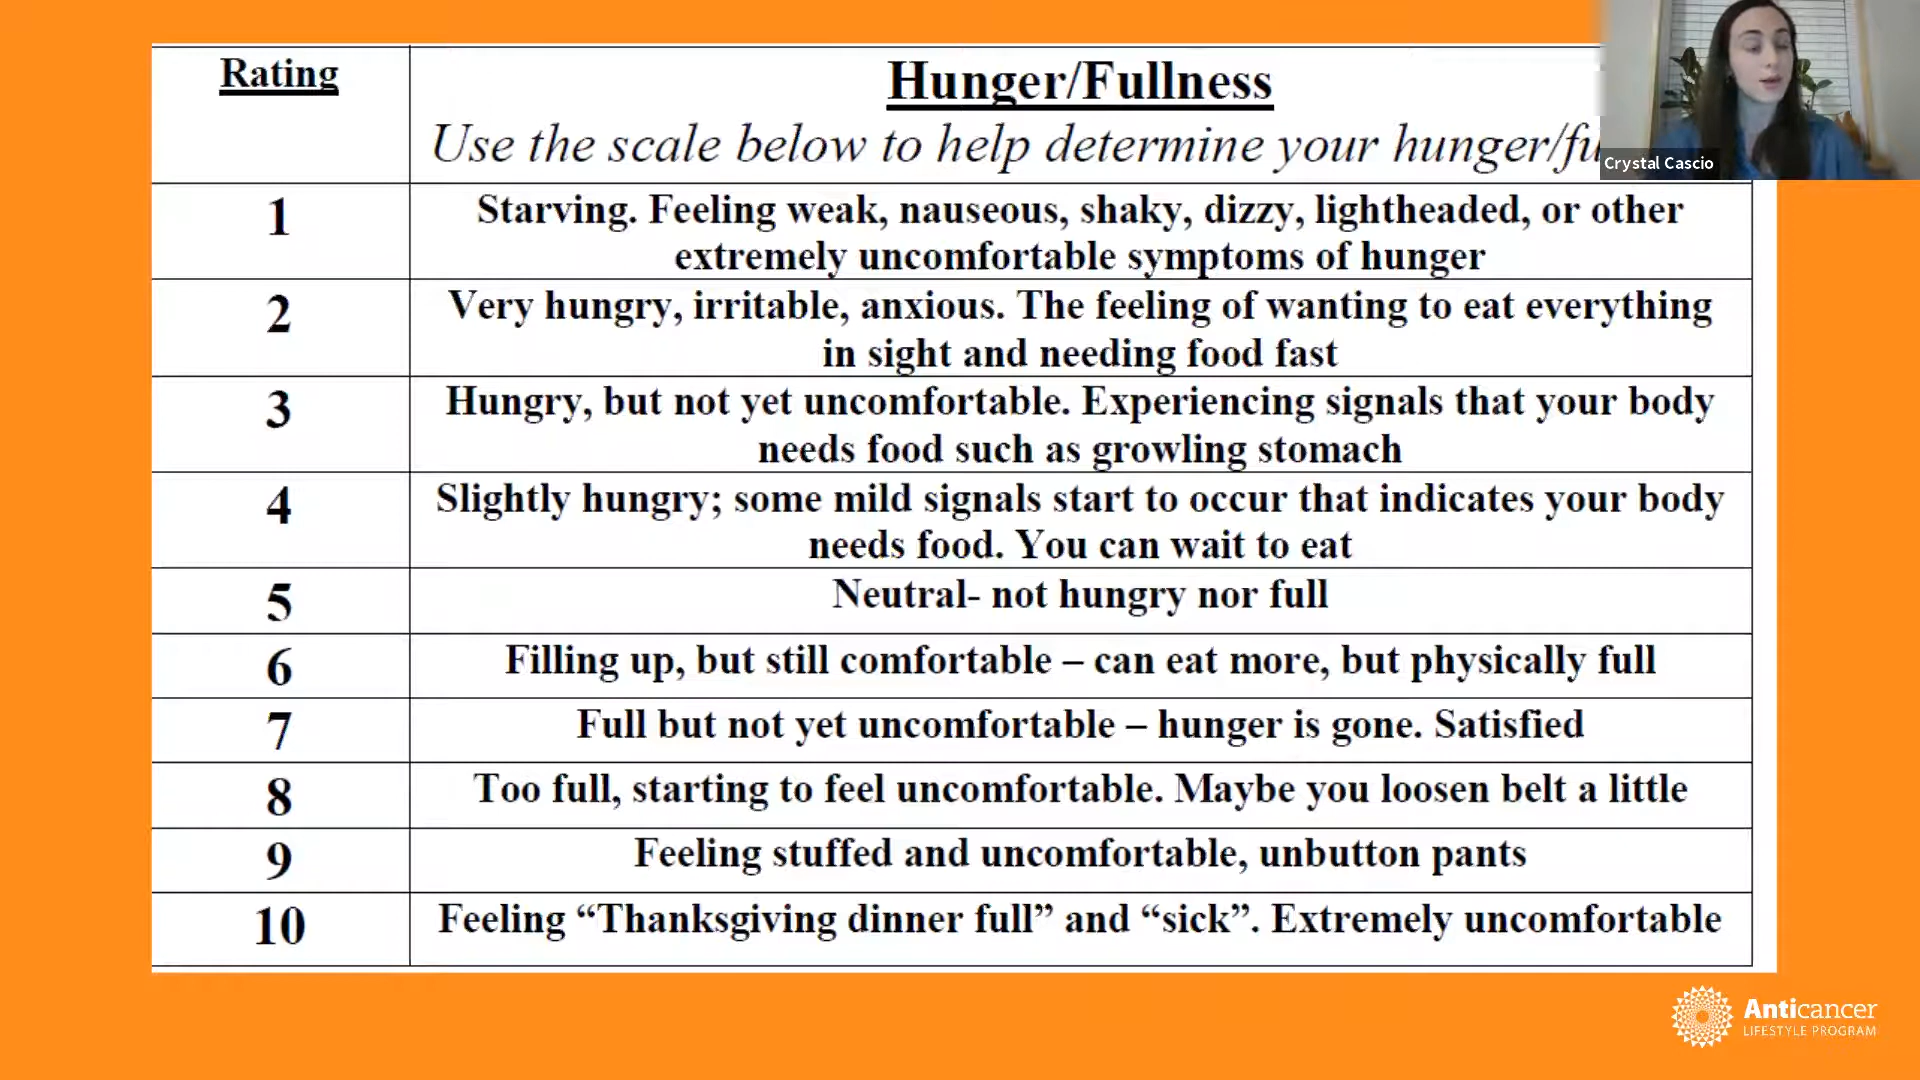 Rating
Hunger/Fullness
Use the scale below to help determine your hunger/fu
Crystal Cascio
1
Starving. Feeling weak, nauseous, shaky, dizzy, lightheaded, or other
extremely uncomfortable symptoms of hunger
2
Very hungry, irritable, anxious. The feeling of wanting to eat everything
in sight and needing food fast
3
Hungry, but not yet uncomfortable. Experiencing signals that your body
needs food such as growling stomach
4
Slightly hungry; some mild signals start to occur that indicates your body
needs food. You can wait to eat
5
Neutral- not hungry nor full
6
Filling up, but still comfortable – can eat more, but physically full
7
Full but not yet uncomfortable – hunger is gone. Satisfied
8
Too full, starting to feel uncomfortable. Maybe you loosen belt a little
9
Feeling stuffed and uncomfortable, unbutton pants
10
Feeling “Thanksgiving dinner full” and “sick”. Extremely uncomfortable
Anticancer
LIFESTYLE PROGRAM